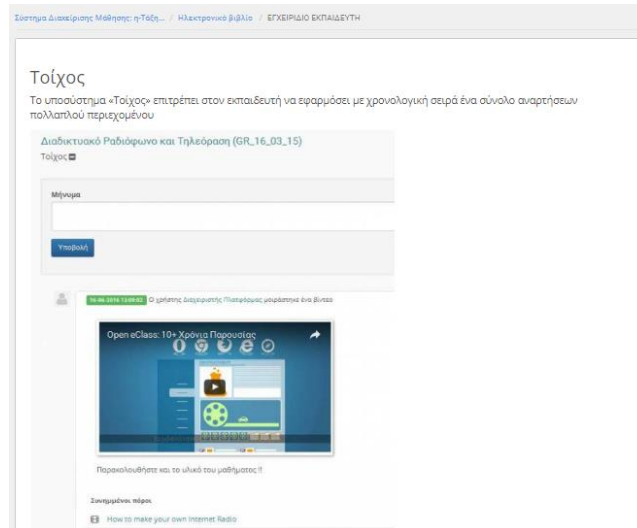 Σύστημα Διαχείρισης Μάθησης: η-Τάξη... / Ηλεκτρονικό βιβλίο / ΕΓΧΕΙΡΙΔΙΟ ΕΚΠΑΙΔΕΥΤΗ
Τοίχος
Το υποσύστημα «Τοίχος» επιτρέπει στον εκπαιδευτή να εφαρμόσει με χρονολογική σειρά ένα σύνολο αναρτήσεων
πολλαπλού περιεχομένου
Διαδικτυακό Ραδιόφωνο και Τηλεόραση (GR_16_03_15)
Τοίχος
Μήνυμα
Υποβολή
Ο χρήστης Διαχειριστής Πλατφόρμας μοιράστηκε ένα βίντεο
Open eClass: 10+ Χρόνια Παρουσίας
Παρακολουθήστε και το υλικό του μαθήματος !!
Συνημμένοι πόροι
How to make your own Internet Radio